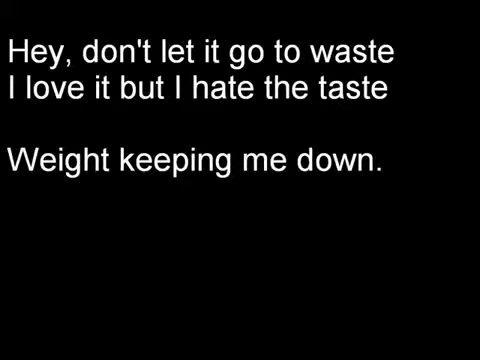 Hey, don't let it go to waste
I love it but I hate the taste
Weight keeping me down.